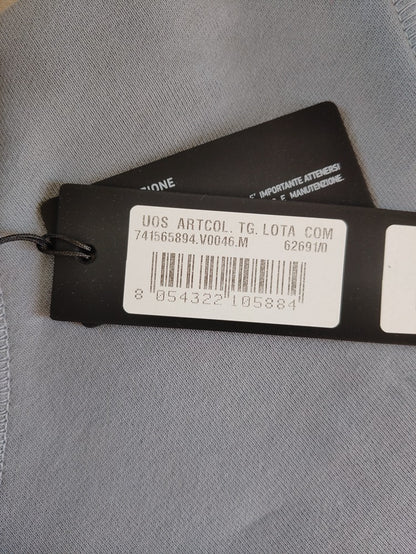 ZIONE
E' IMPORTANTE ATTENERSI
E MANUTENZIONE.
UOS ARTCOL. TG. LOTA COM
741565894.V0046.M 62691/0
8 054322 105884